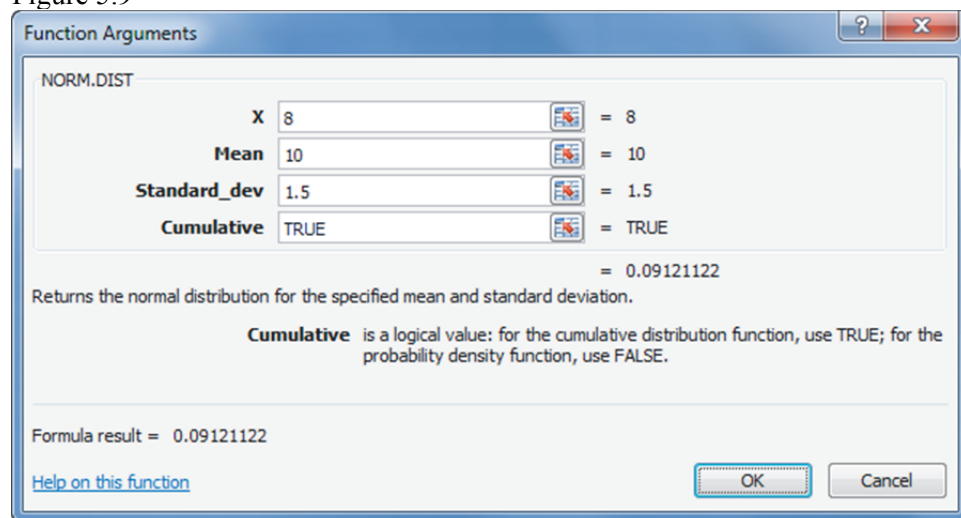 Figure 5.9
Function Arguments
?
X
NORM.DIST
X 8 = 8
Mean 10 = 10
Standard_dev 1.5 = 1.5
Cumulative TRUE = TRUE
= 0.09121122
Returns the normal distribution for the specified mean and standard deviation.
Cumulative is a logical value: for the cumulative distribution function, use TRUE; for the
probability density function, use FALSE.
Formula result = 0.09121122
Help on this function
OK Cancel